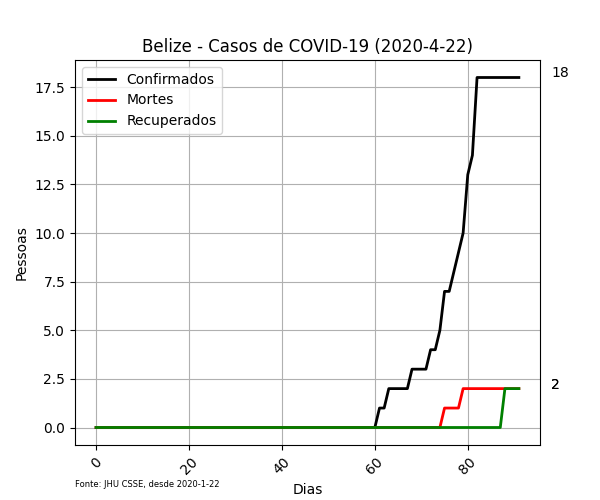 Belize - Casos de COVID-19 (2020-4-22)
Confirmados
Mortes
Recuperados
18
2
17.5
15.0
12.5
10.0
7.5
5.0
2.5
0.0
Pessoas
0
20
40
60
80
Dias
Fonte: JHU CSSE, desde 2020-1-22